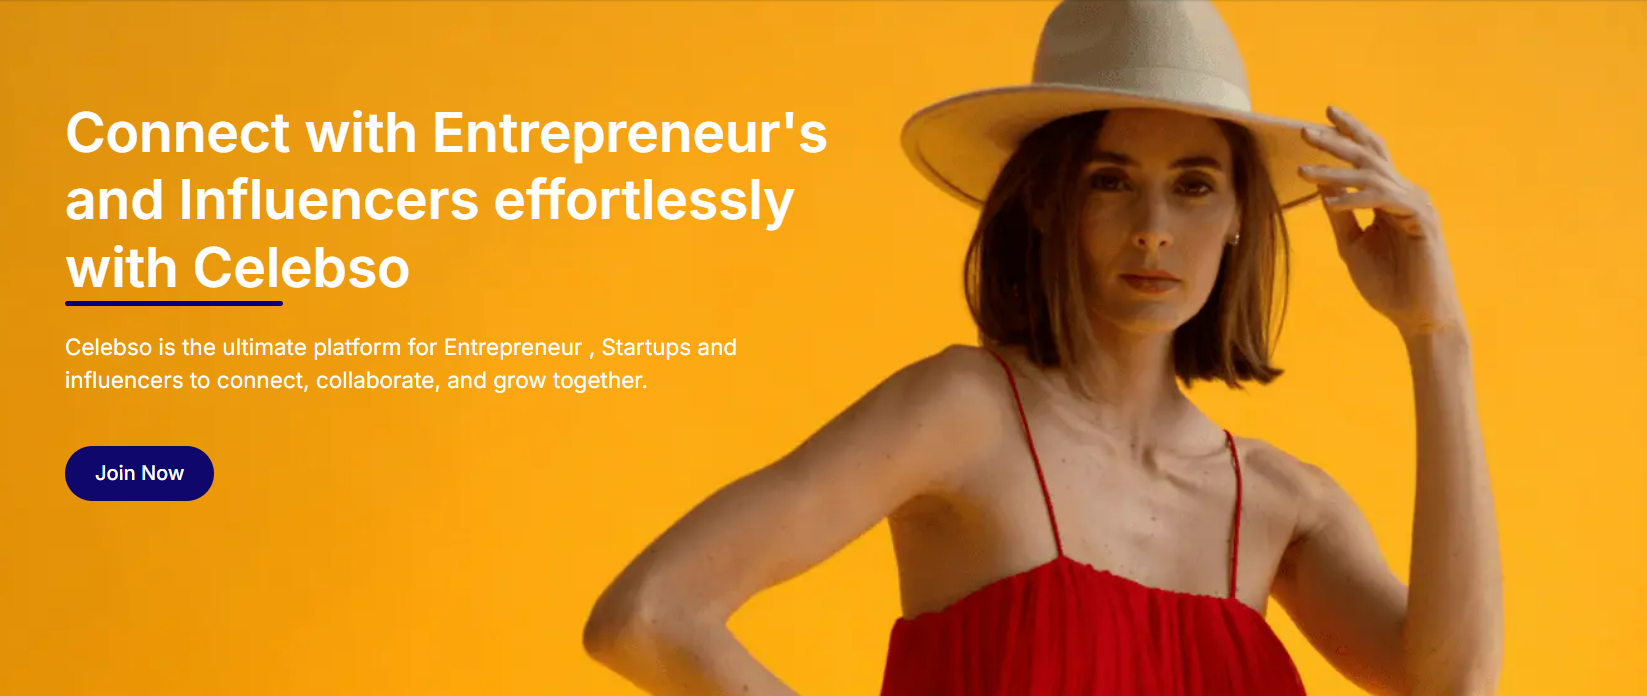 Connect with Entrepreneur's
and Influencers effortlessly
with Celebso
Celebso is the ultimate platform for Entrepreneur , Startups and
influencers to connect, collaborate, and grow together.
Join Now